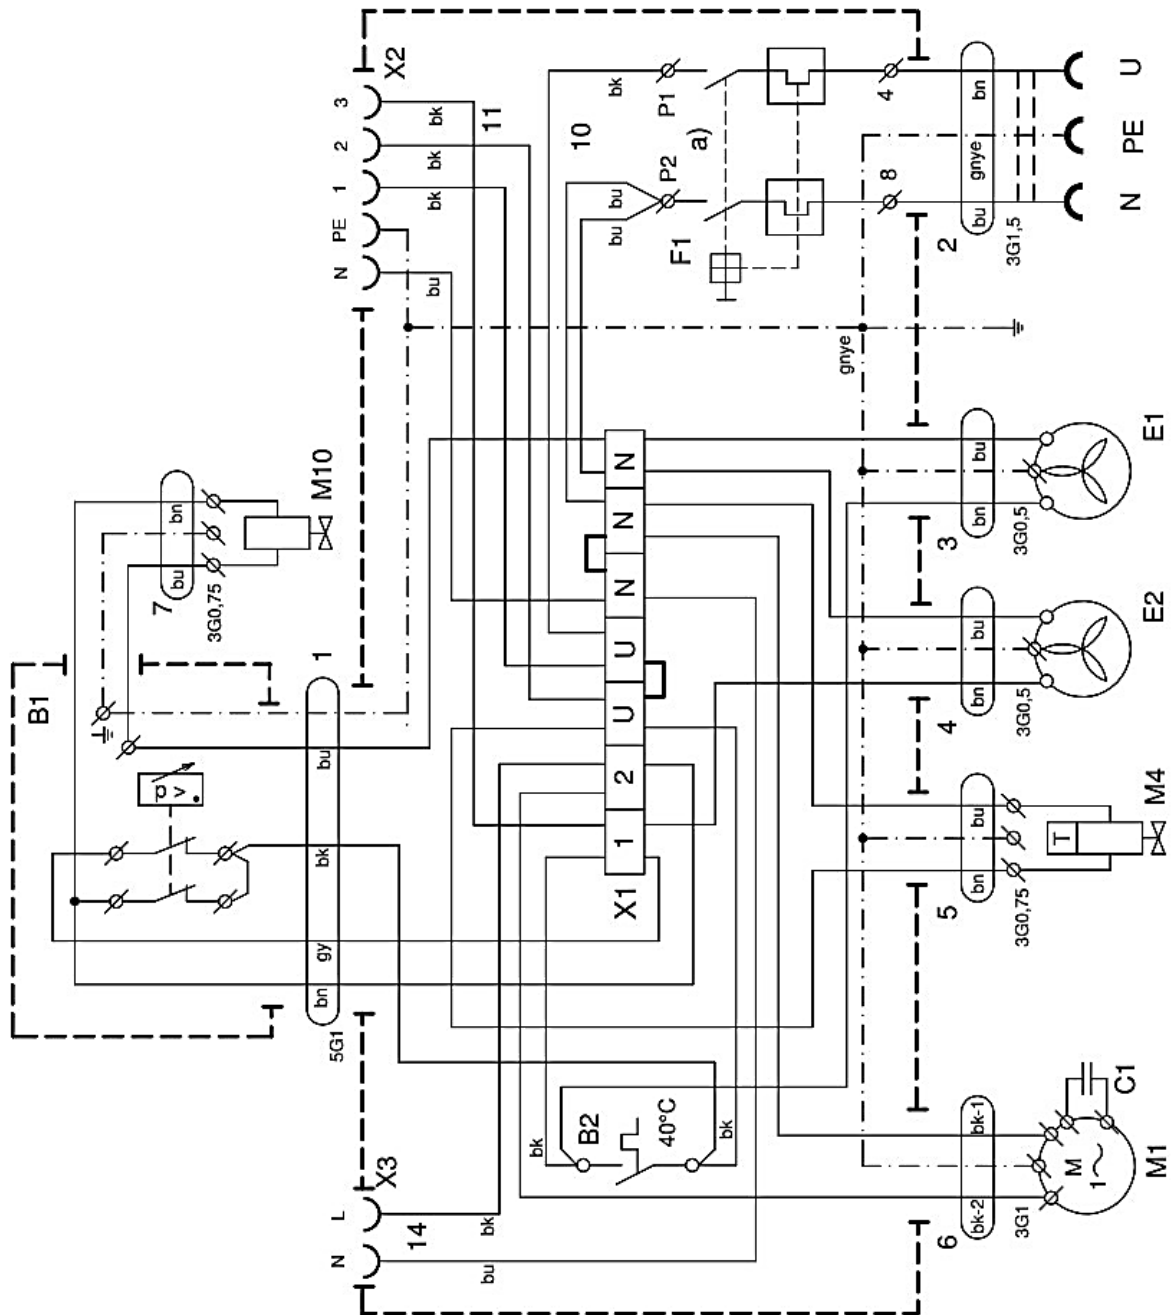 B1
p
v
7
bu
bn
3G0,75
M10
bn
gy
bk
bu
1
5G1
N
L
N
PE
1
2
3
X3
X2
14
bu
bk
bu
bk
bk
bk
11
bk
B2
10
bu
bu
bk
X1
1
2
U
U
N
N
N
40°C
P2
P1
F1
a)
bk
gnye
8
4
6
5
4
3
2
bk-2
bk-1
bn
bu
bn
bu
bn
bu
bu
gnye
bn
3G1
3G0,75
3G0,5
3G0,5
3G1,5
M
1~
T
C1
M1
M4
E2
E1
N
PE
U